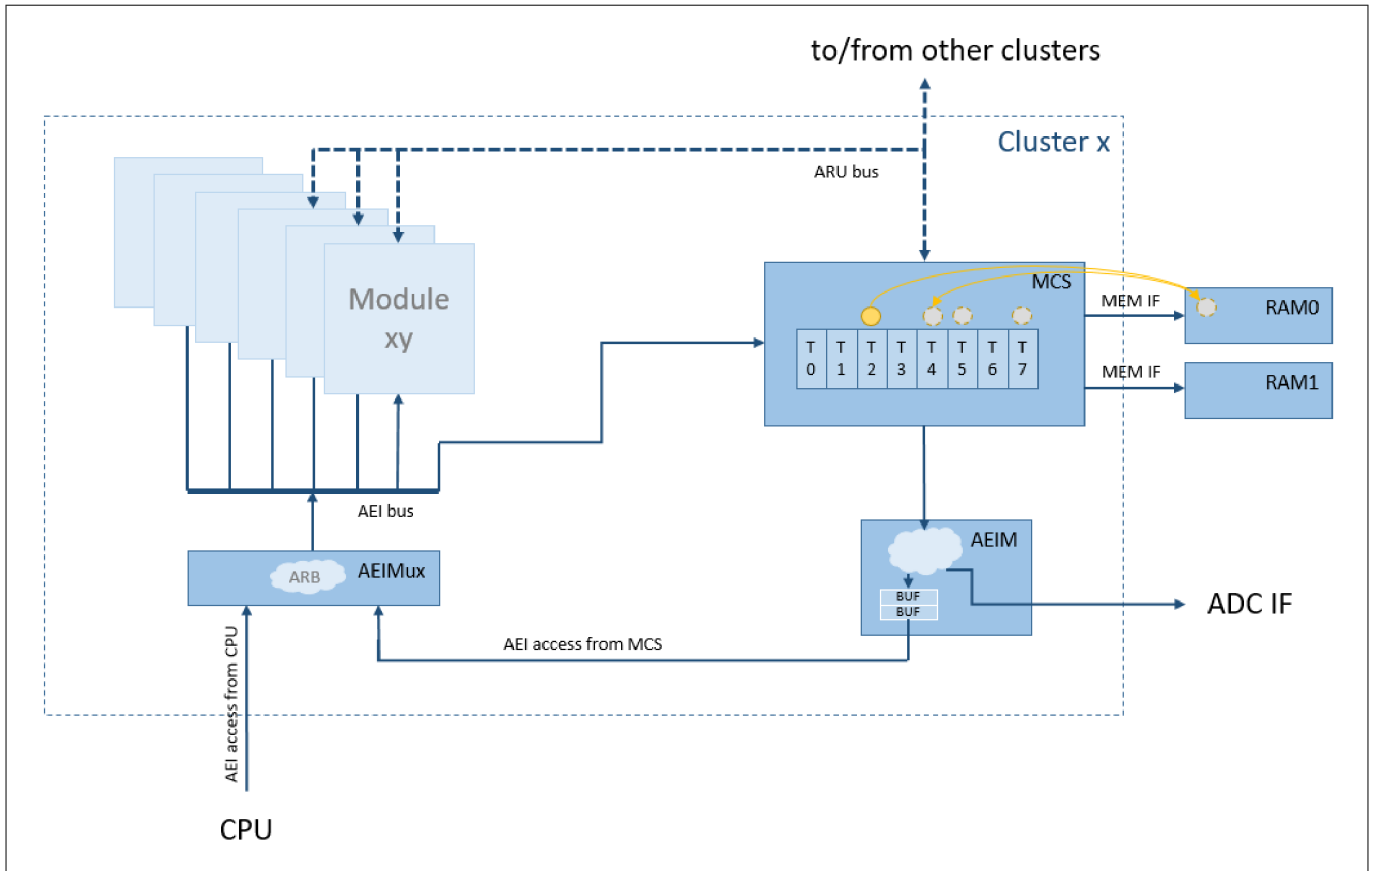 to/from other clusters
Cluster x
ARU bus
Module
xy
MCS
T T T T T T T T
0 1 2 3 4 5 6 7
MEM IF
RAM0
MEM IF
RAM1
AEI bus
AEIMux
ARB
AEIM
BUF
BUF
ADC IF
AEI access from MCS
AEI access from CPU
CPU